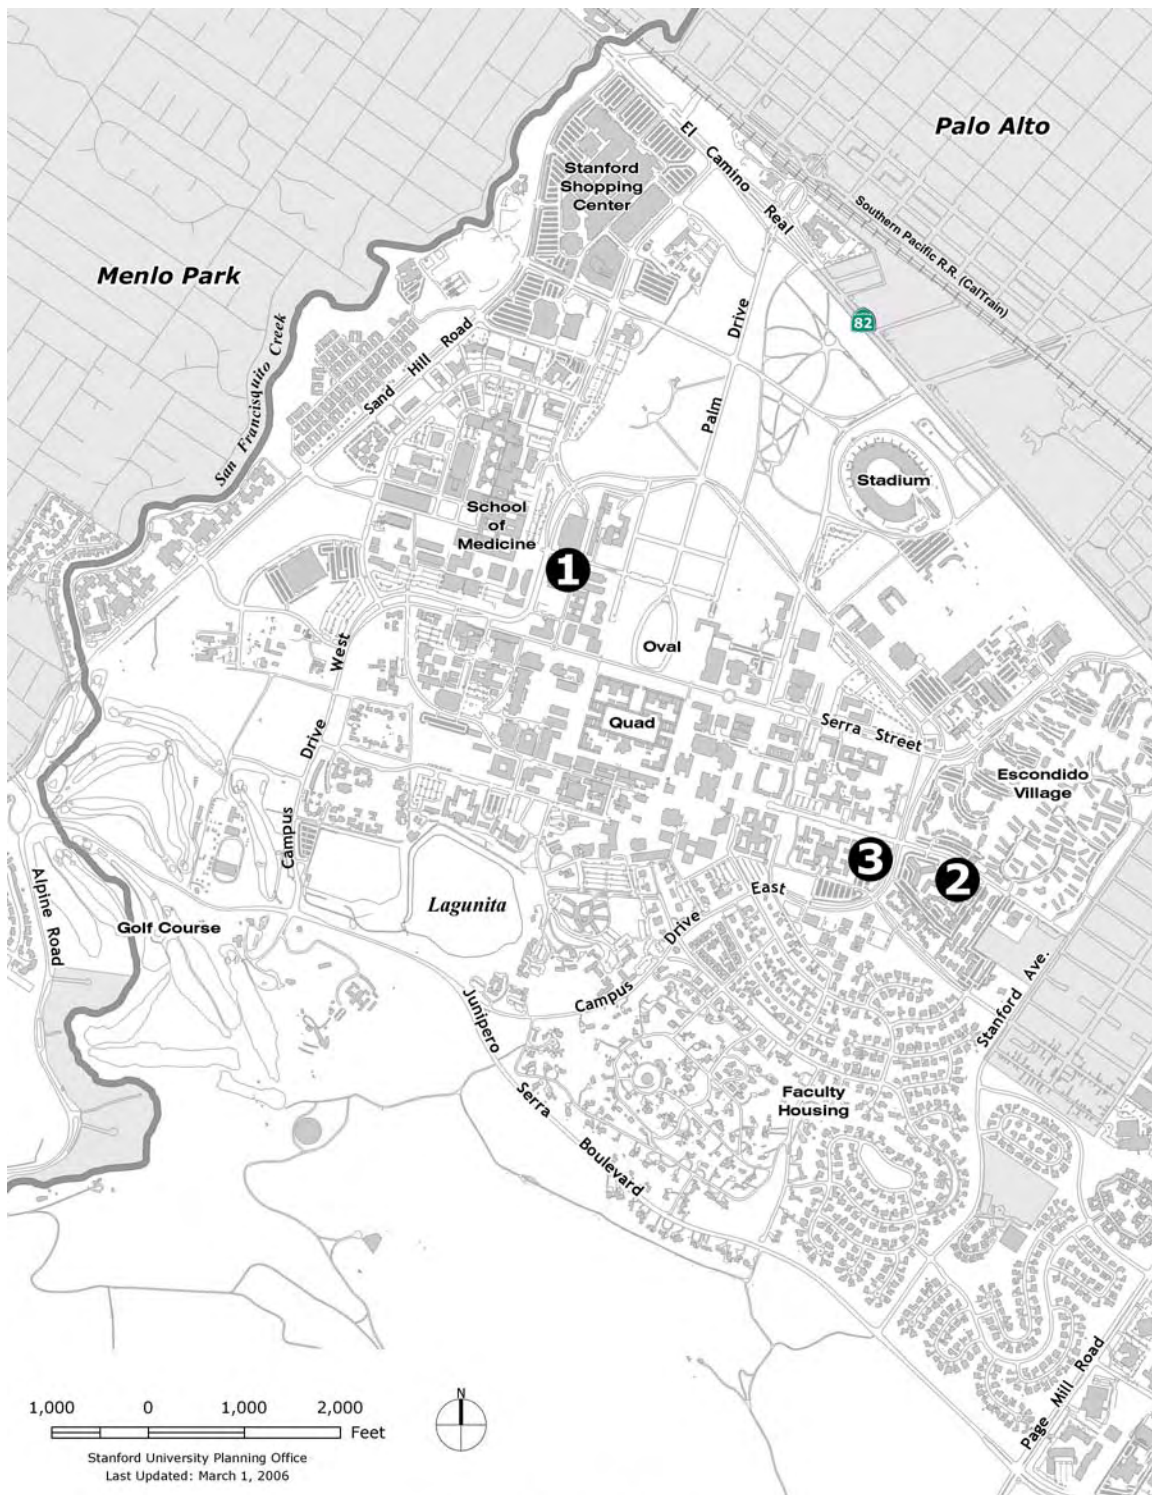 Palo Alto
El Camino Real
Stanford
Shopping
Center
Southern Pacific R.R. (CalTrain)
Menlo Park
82
San Francisquito Creek
Sand Hill Road
Palm Drive
Stadium
School
of
Medicine
1
Oval
West
Quad
Serra Street
Campus Drive
Escondido
Village
3
2
East
Alpine Road
Lagunita
Golf Course
Campus Drive
Stanford Ave.
Junipero Serra Boulevard
Faculty
Housing
Page Mill Road
N
1,000 0 1,000 2,000
Feet
Stanford University Planning Office
Last Updated: March 1, 2006